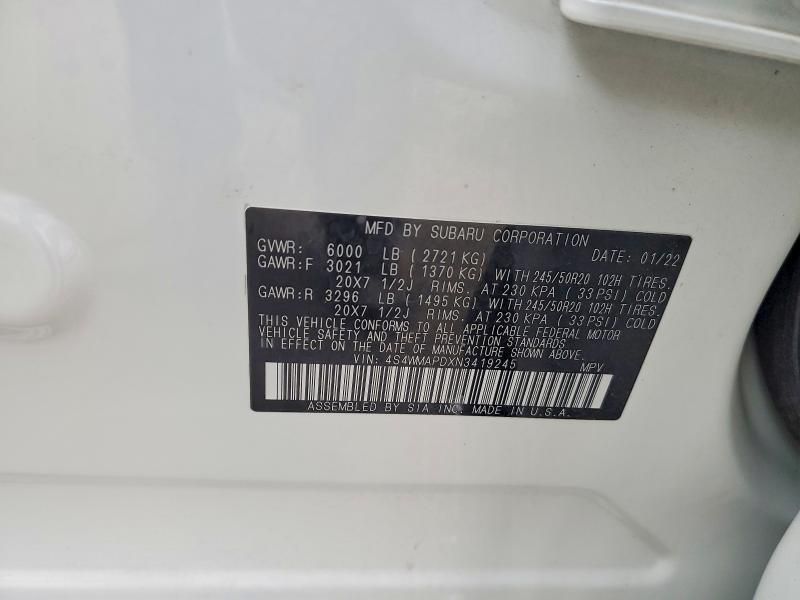 MFD BY SUBARU CORPORATION
GVWR: 6000 LB ( 2721 KG) DATE: 01/22
GAWR:F 3021 LB ( 1370 KG) WITH 245/50R20 102H TIRES.
20X7 1/2J RIMS. AT 230 KPA ( 33 PSI) COLD
GAWR:R 3296 LB ( 1495 KG) WITH 245/50R20 102H TIRES.
20X7 1/2J RIMS. AT 230 KPA ( 33 PSI) COLD
THIS VEHICLE CONFORMS TO ALL APPLICABLE FEDERAL MOTOR
VEHICLE SAFETY AND THEFT PREVENTION STANDARDS
IN EFFECT ON THE DATE OF MANUFACTURE SHOWN ABOVE.
VIN: 4S4WMAPDXN3419245 MPV
ASSEMBLED BY SIA INC. MADE IN U.S.A.